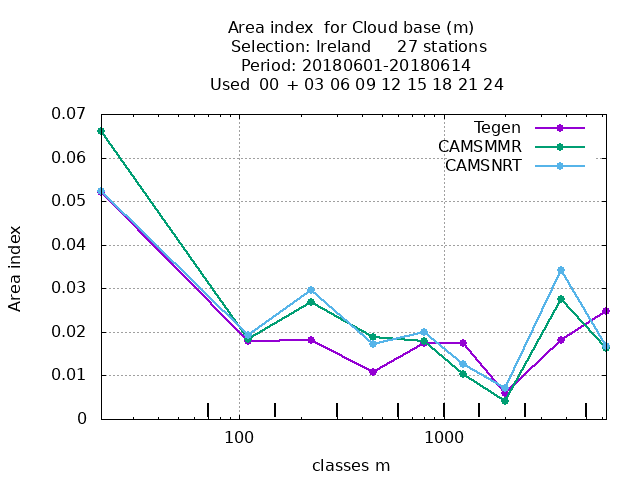 Area index  for Cloud base (m)
Selection: Ireland     27 stations
Period: 20180601-20180614
Used  00 + 03 06 09 12 15 18 21 24
0.07
0.06
0.05
0.04
0.03
0.02
0.01
0
Area index
Tegen
CAMSMMR
CAMSNRT
100
1000
classes m